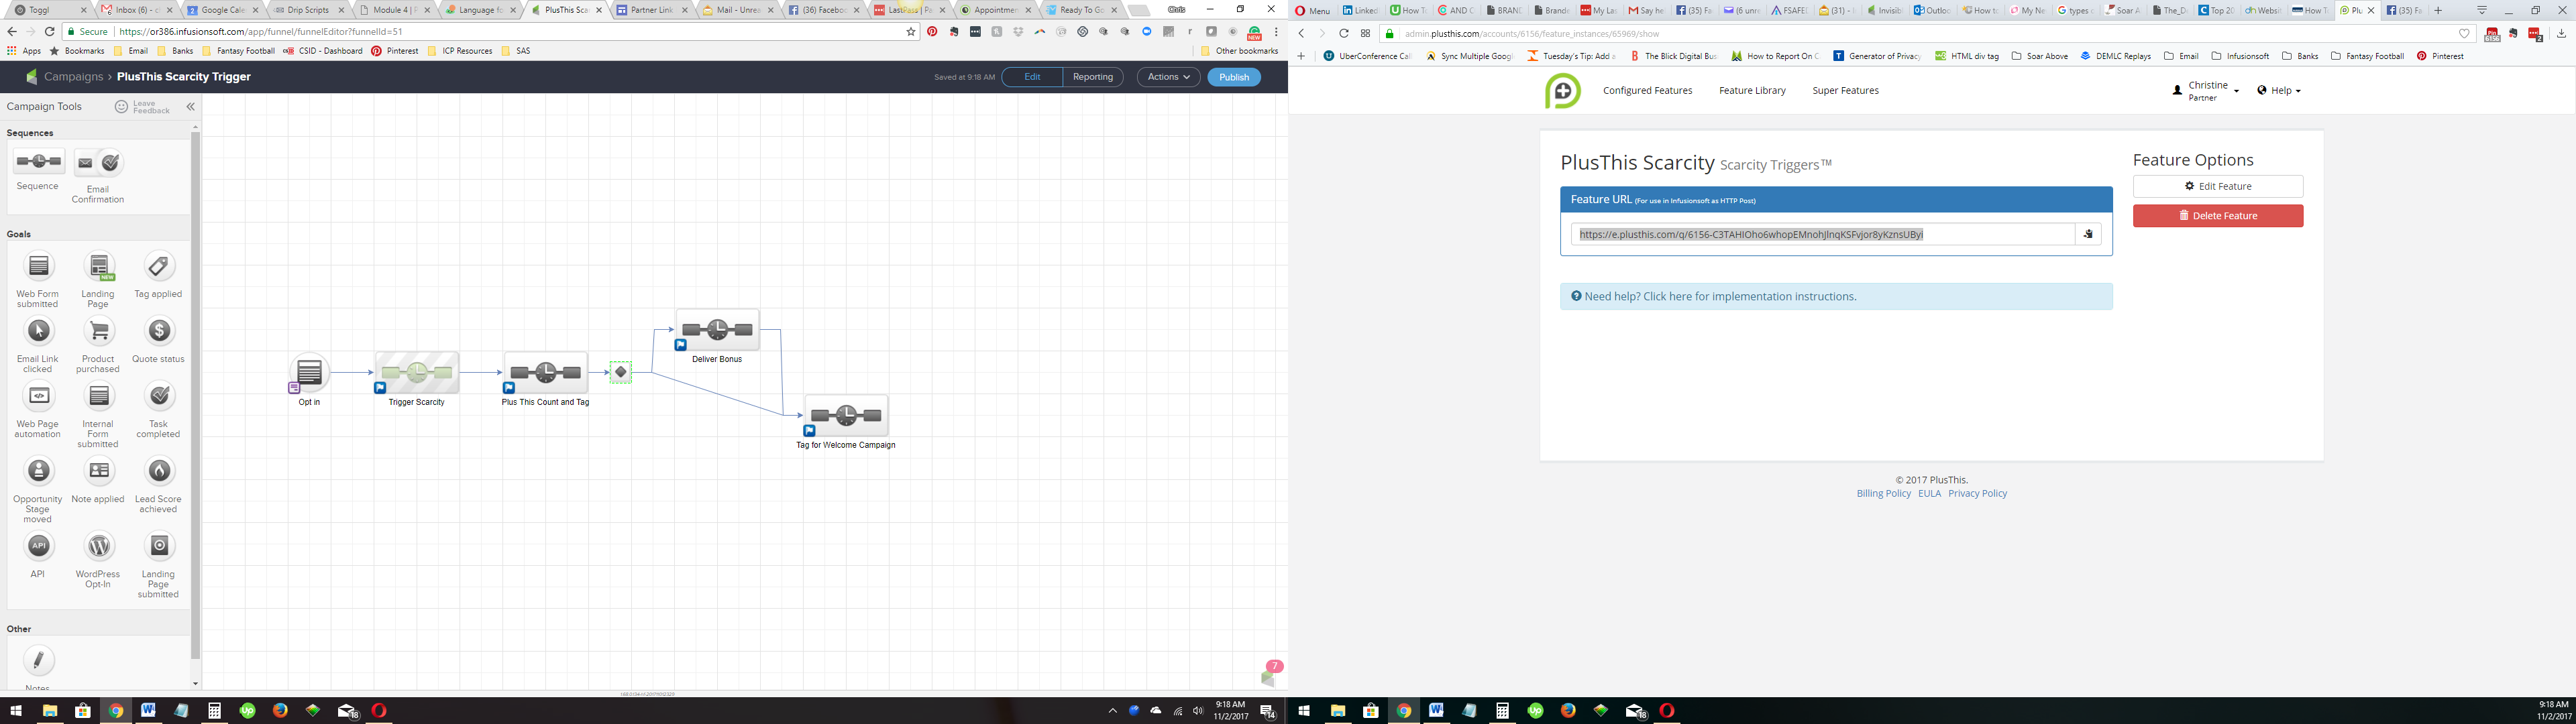 Toggl
Inbox (6) - cl
Google Cale
Drip Scripts
Module 4 | P
Language fo
PlusThis Sca
Partner Link
Mail - Unrea
(36) Faceboo
LastPass | Pa
Appointmen
Ready To Go
Chris
Secure | https://or386.infusionsoft.com/app/funnel/funnelEditor?funnelId=51
Apps
Bookmarks
Email
Banks
Fantasy Football
CSID - Dashboard
Pinterest
ICP Resources
SAS
Other bookmarks
Campaigns › PlusThis Scarcity Trigger
Saved at 9:18 AM
Edit
Reporting
Actions
Publish
Campaign Tools
Leave
Feedback
Sequences
Sequence
Email
Confirmation
Goals
NEW
Web Form
submitted
Landing
Page
Tag applied
Email Link
clicked
Product
purchased
Quote status
Web Page
automation
Internal
Form
submitted
Task
completed
Opportunity
Stage
moved
Note applied
Lead Score
achieved
API
API
WordPress
Opt-In
Landing
Page
submitted
Other
Notes
Opt in
Trigger Scarcity
Plus This Count and Tag
Deliver Bonus
Tag for Welcome Campaign
7
9:18 AM
11/2/2017
Menu
LinkedI
How T
AND C
BRAND
Brande
My Las
Say he
(35) Fa
(6 unre
FSAFED
(31) - i
Invisibl
Outloo
How to
My Ne
types o
Soar A
The_D
Top 20
Websit
How T
Plu
(35) Fa
admin.plusthis.com/accounts/6156/feature_instances/65969/show
UberConference Call
Sync Multiple Googl
Tuesday's Tip: Add a
The Blick Digital Bus
How to Report On C
Generator of Privacy
HTML div tag
Soar Above
DEMLC Replays
Email
Infusionsoft
Banks
Fantasy Football
Pinterest
Configured Features
Feature Library
Super Features
Christine
Partner
Help
PlusThis Scarcity Scarcity Triggers™
Feature URL (For use in Infusionsoft as HTTP Post)
https://e.plusthis.com/q/6156-C3TAHIOho6whopEMnohJlnqKSFvjor8yKznsUByi
Need help? Click here for implementation instructions.
Feature Options
Edit Feature
Delete Feature
© 2017 PlusThis.
Billing Policy EULA Privacy Policy
9:18 AM
11/2/2017